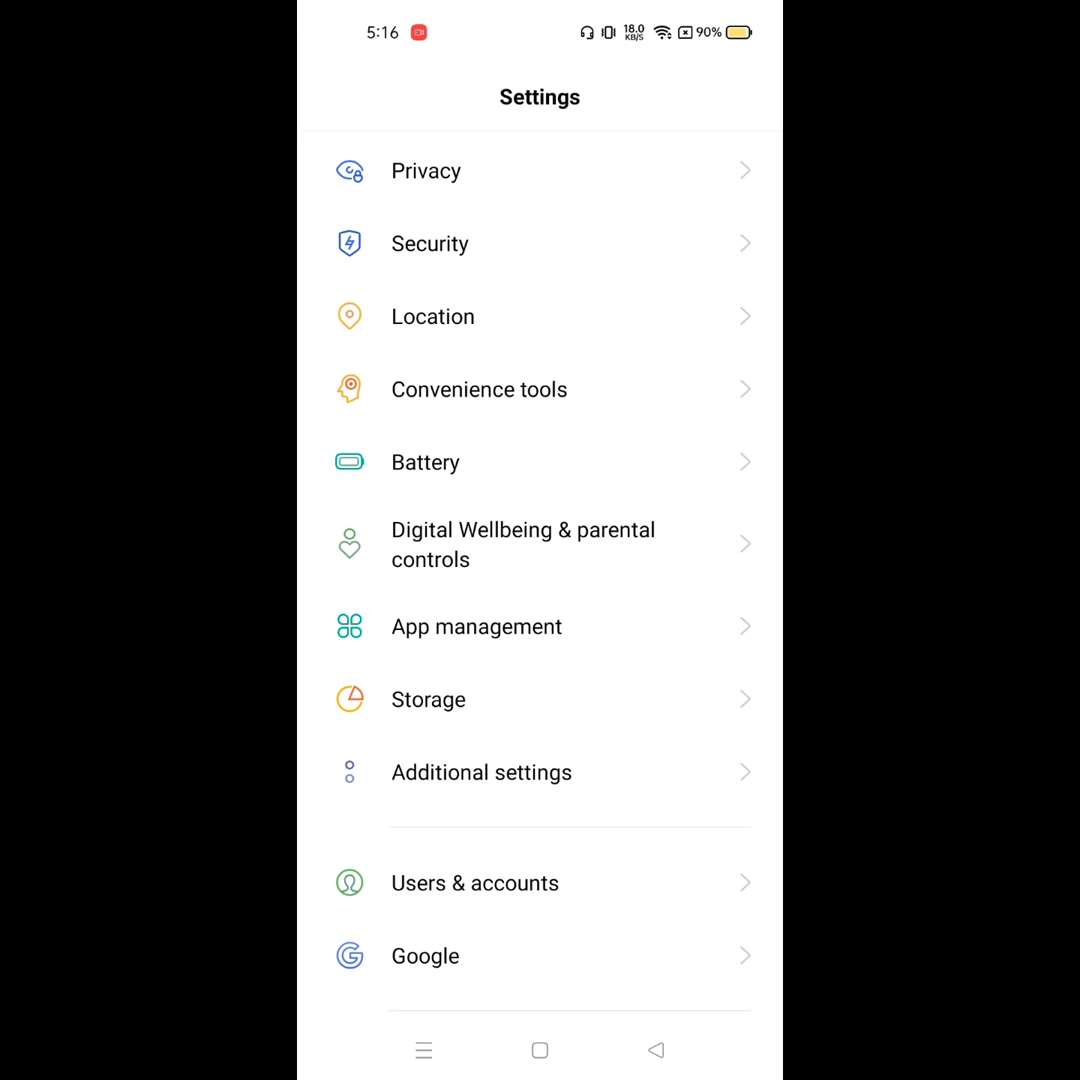 5:16 18.0 KB/S 90%
Settings
Privacy
Security
Location
Convenience tools
Battery
Digital Wellbeing & parental
controls
App management
Storage
Additional settings
Users & accounts
Google